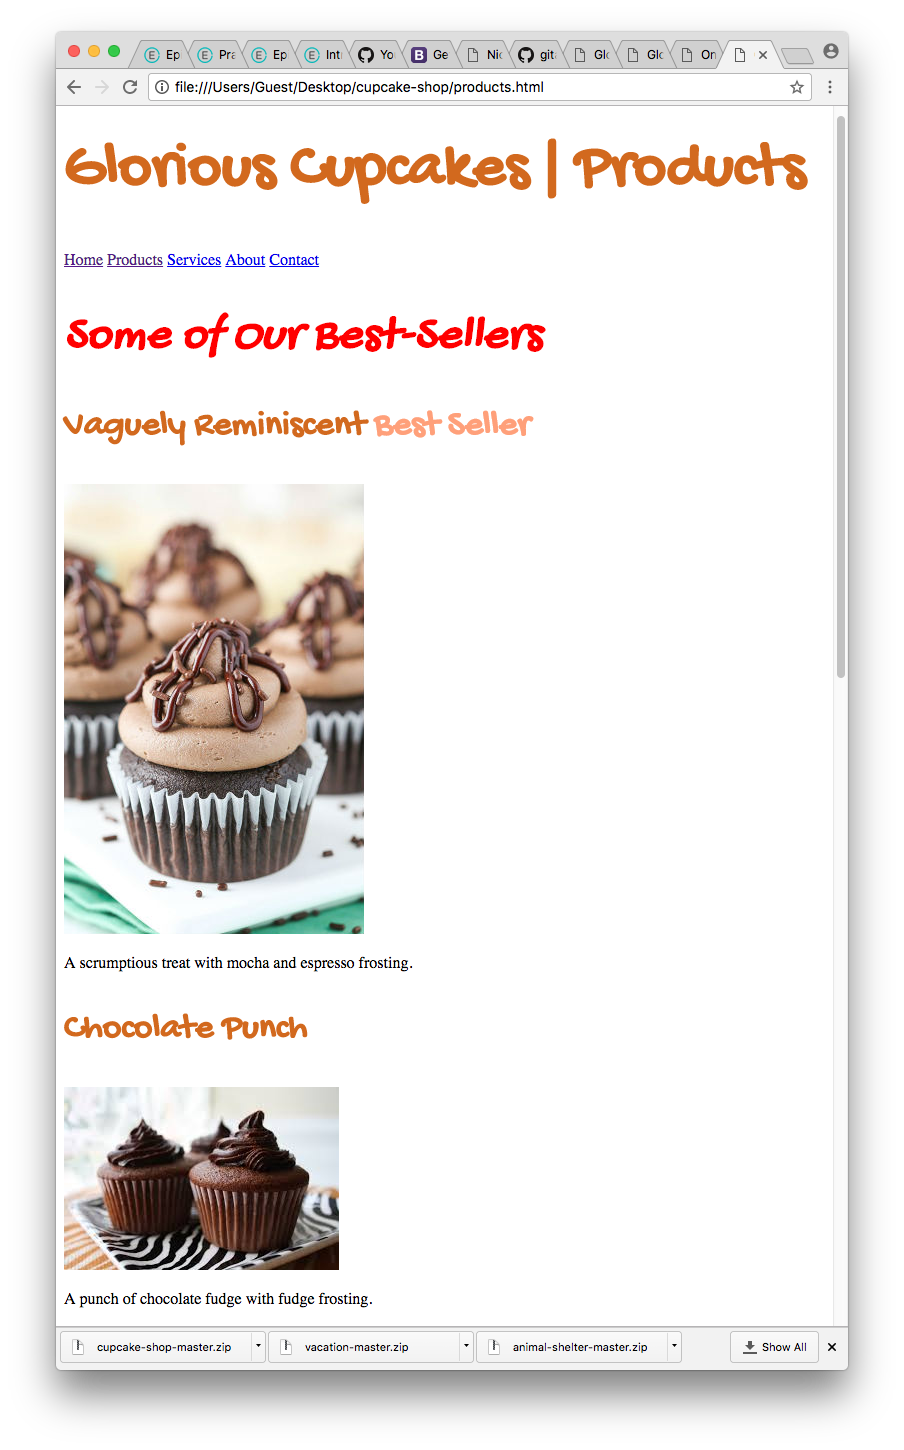 Ep Pra Ep Int Yo Ge Nic git Glo Glo On
file:///Users/Guest/Desktop/cupcake-shop/products.html
Glorious Cupcakes | Products
Home Products Services About Contact
Some of Our Best-Sellers
Vaguely Reminiscent Best Seller
A scrumptious treat with mocha and espresso frosting.
Chocolate Punch
A punch of chocolate fudge with fudge frosting.
cupcake-shop-master.zip vacation-master.zip animal-shelter-master.zip Show All